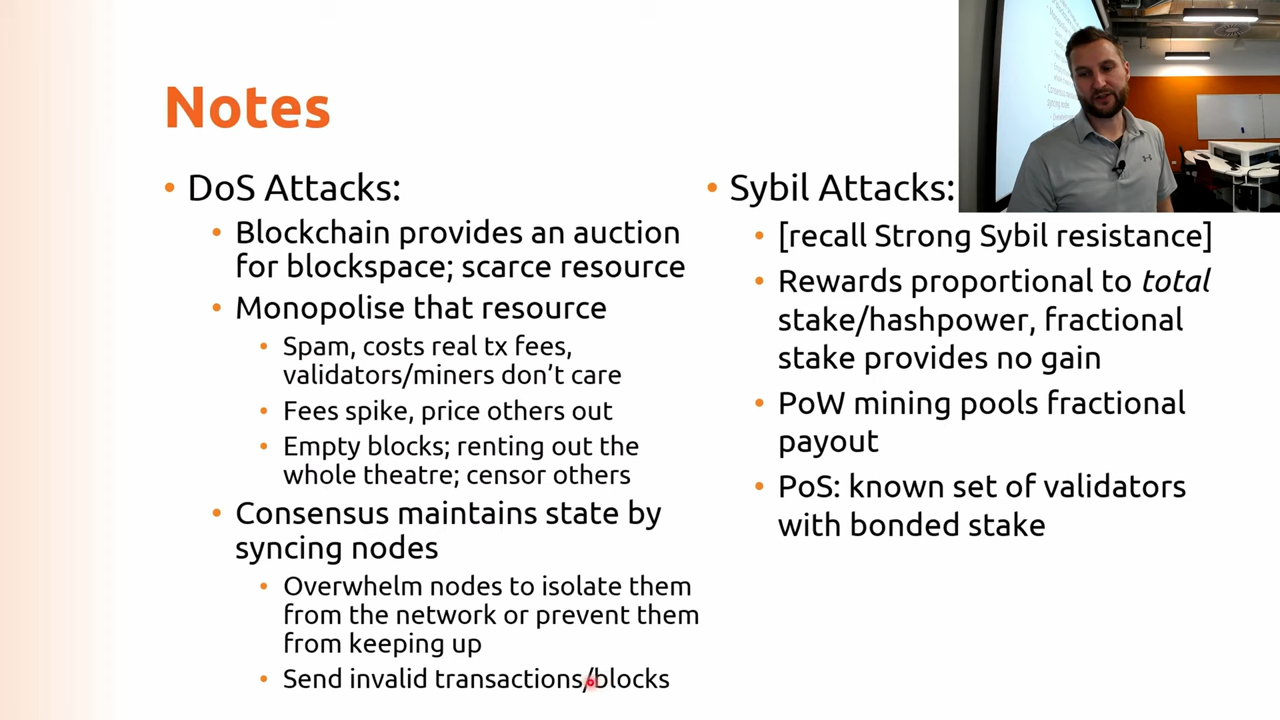 Notes
• DoS Attacks:
• Blockchain provides an auction
for blockspace; scarce resource
• Monopolise that resource
• Spam, costs real tx fees,
validators/miners don’t care
• Fees spike, price others out
• Empty blocks; renting out the
whole theatre; censor others
• Consensus maintains state by
syncing nodes
• Overwhelm nodes to isolate them
from the network or prevent them
from keeping up
• Send invalid transactions/blocks
• Sybil Attacks:
• [recall Strong Sybil resistance]
• Rewards proportional to total
stake/hashpower, fractional
stake provides no gain
• PoW mining pools fractional
payout
• PoS: known set of validators
with bonded stake